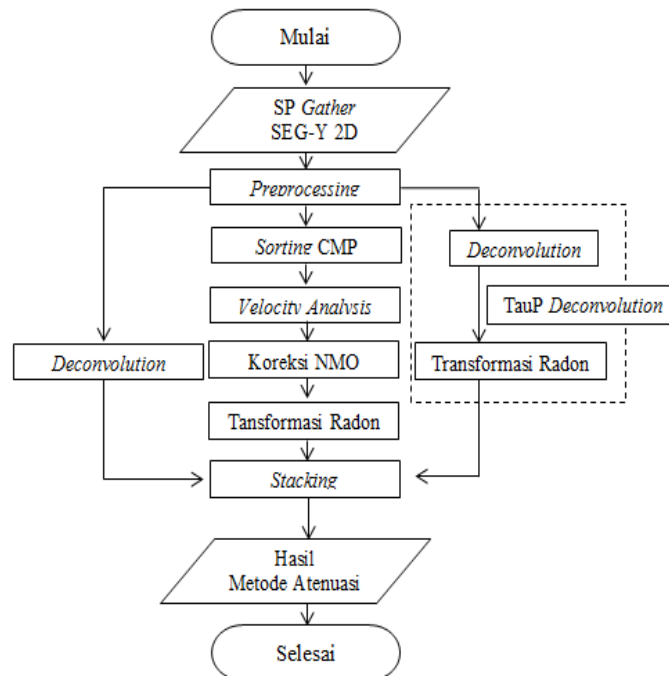 Mulai
SP Gather
SEG-Y 2D
Preprocessing
Sorting CMP
Deconvolution
Velocity Analysis
TauP Deconvolution
Deconvolution
Koreksi NMO
Transformasi Radon
Tansformasi Radon
Stacking
Hasil
Metode Atenuasi
Selesai